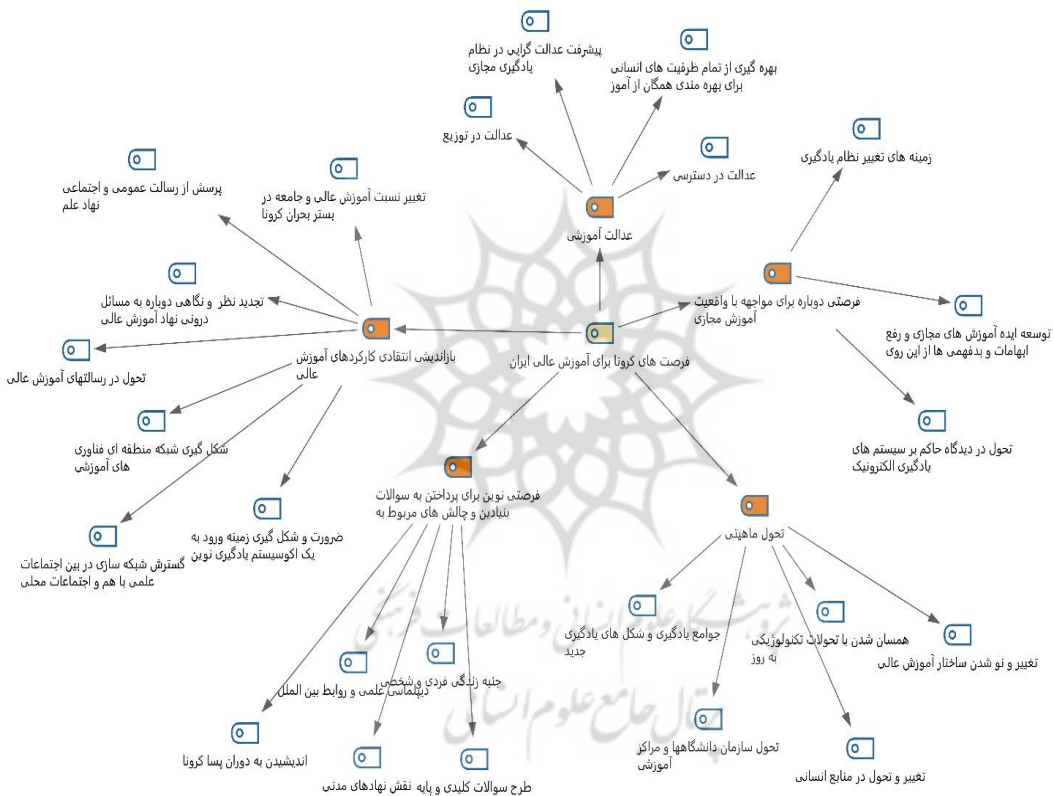 پیشرفت عدالت گرایی در نظام
یادگیری مجازی
بهره گیری از تمام ظرفیت های انسانی
برای بهره مندی همگان از آموز
عدالت در توزیع
عدالت در دسترسی
زمینه های تغییر نظام یادگیری
پرسش از رسالت عمومی و اجتماعی
نهاد علم
تغییر نسبت آموزش عالی و جامعه در
بستر بحران کرونا
عدالت آموزشی
تجدید نظر و نگاهی دوباره به مسائل
درونی نهاد آموزش عالی
فرصتی دوباره برای مواجهه با واقعیت
آموزش مجازی
توسعه ایده آموزش های مجازی و رفع
ابهامات و بدفهمی ها از این روی
تحول در رسالتهای آموزش عالی
بازاندیشی انتقادی کارکردهای آموزش
عالی
فرصت های کرونا برای آموزش عالی ایران
شکل گیری شبکه منطقه ای فناوری
های آموزشی
تحول در دیدگاه حاکم بر سیستم های
یادگیری الکترونیک
فرصتی نوین برای پرداختن به سوالات
بنیادین و چالش های مربوط به
تحول ماهیتی
ضرورت و شکل گیری زمینه ورود به
یک اکوسیستم یادگیری نوین
گسترش شبکه سازی در بین اجتماعات
علمی با هم و اجتماعات محلی
جوامع یادگیری و شکل های یادگیری
جدید
همسان شدن با تحولات تکنولوژیکی
به روز
تغییر و نو شدن ساختار آموزش عالی
جنبه زندگی فردی و شخصی
دیپلماسی علمی و روابط بین الملل
تحول سازمان دانشگاهها و مراکز
آموزشی
تغییر و تحول در منابع انسانی
اندیشیدن به دوران پسا کرونا
نقش نهادهای مدنی
طرح سوالات کلیدی و پایه
پژوهشگاه علوم انسانی و مطالعات فرهنگی
پرتال جامع علوم انسانی